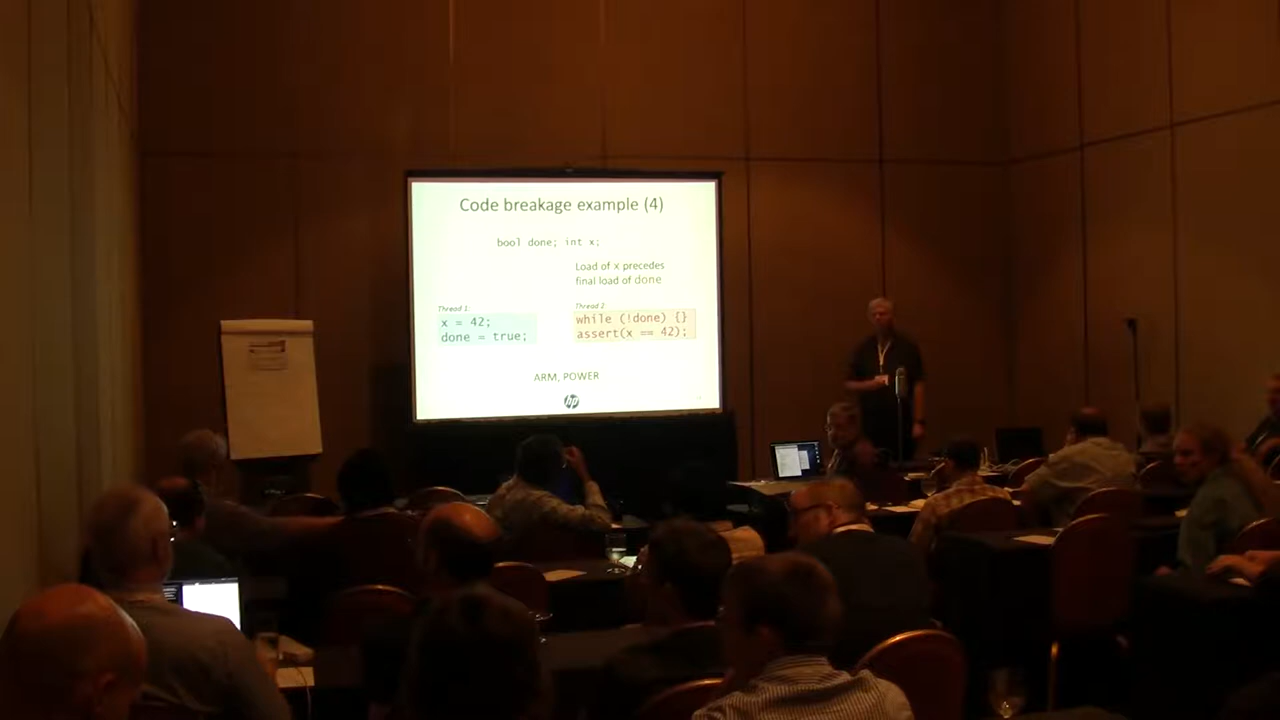 Code breakage example (4)
bool done; int x;
Load of x precedes
final load of done
Thread 1:
x = 42;
done = true;
Thread 2
while (!done) {}
assert(x == 42);
ARM, POWER
hp